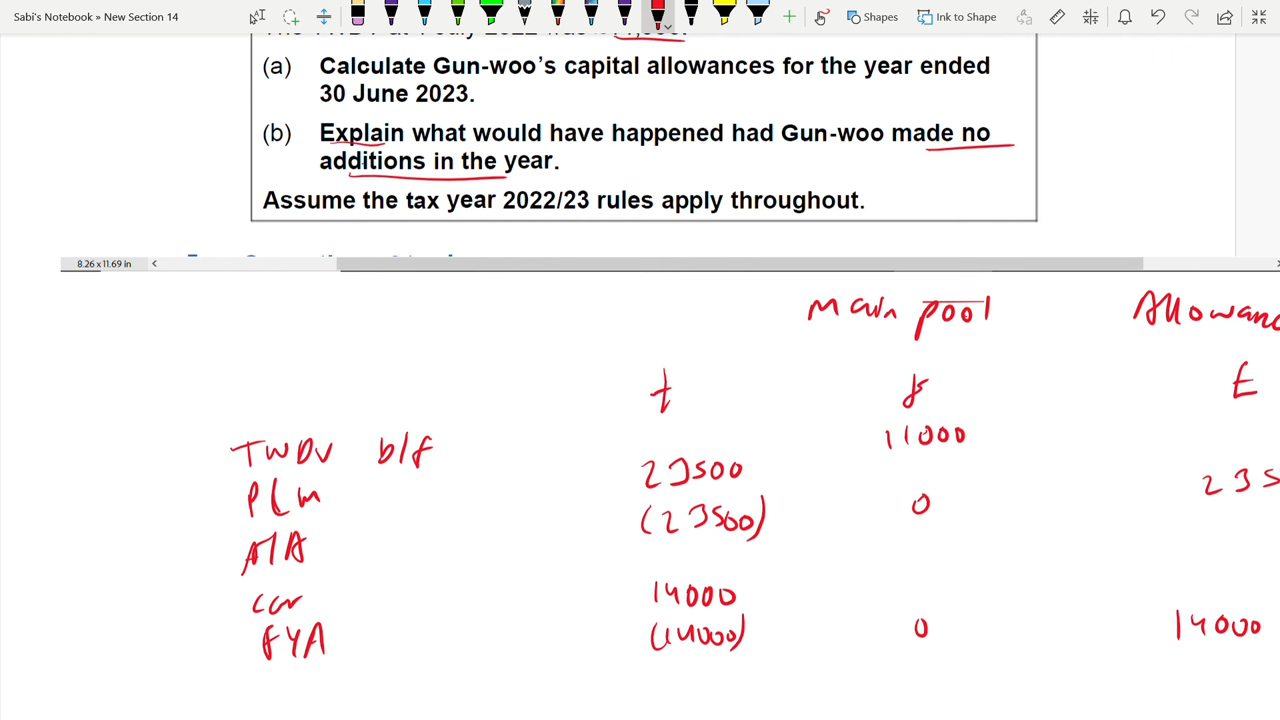 Sabi's Notebook » New Section 14
Shapes
Ink to Shape
(a) Calculate Gun-woo's capital allowances for the year ended
30 June 2023.
(b) Explain what would have happened had Gun-woo made no
additions in the year.
Assume the tax year 2022/23 rules apply throughout.
8.26 x 11.69 in
Main pool Allowanc
£ £ £
TWDV b/f 11000
P&M 23500 235
AIA (23500) 0
car 14000
FYA (14000) 0 14000